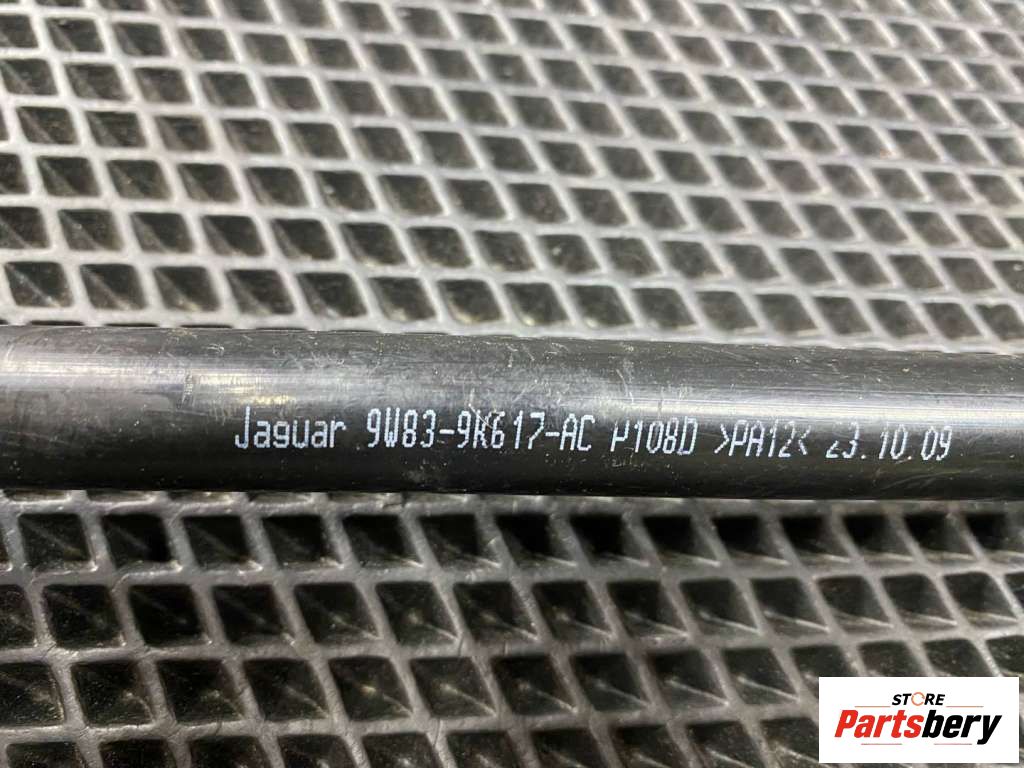 Jaguar 9W83-9K617-AC P108D >PA12< 23.10.09
STORE
Partsbery